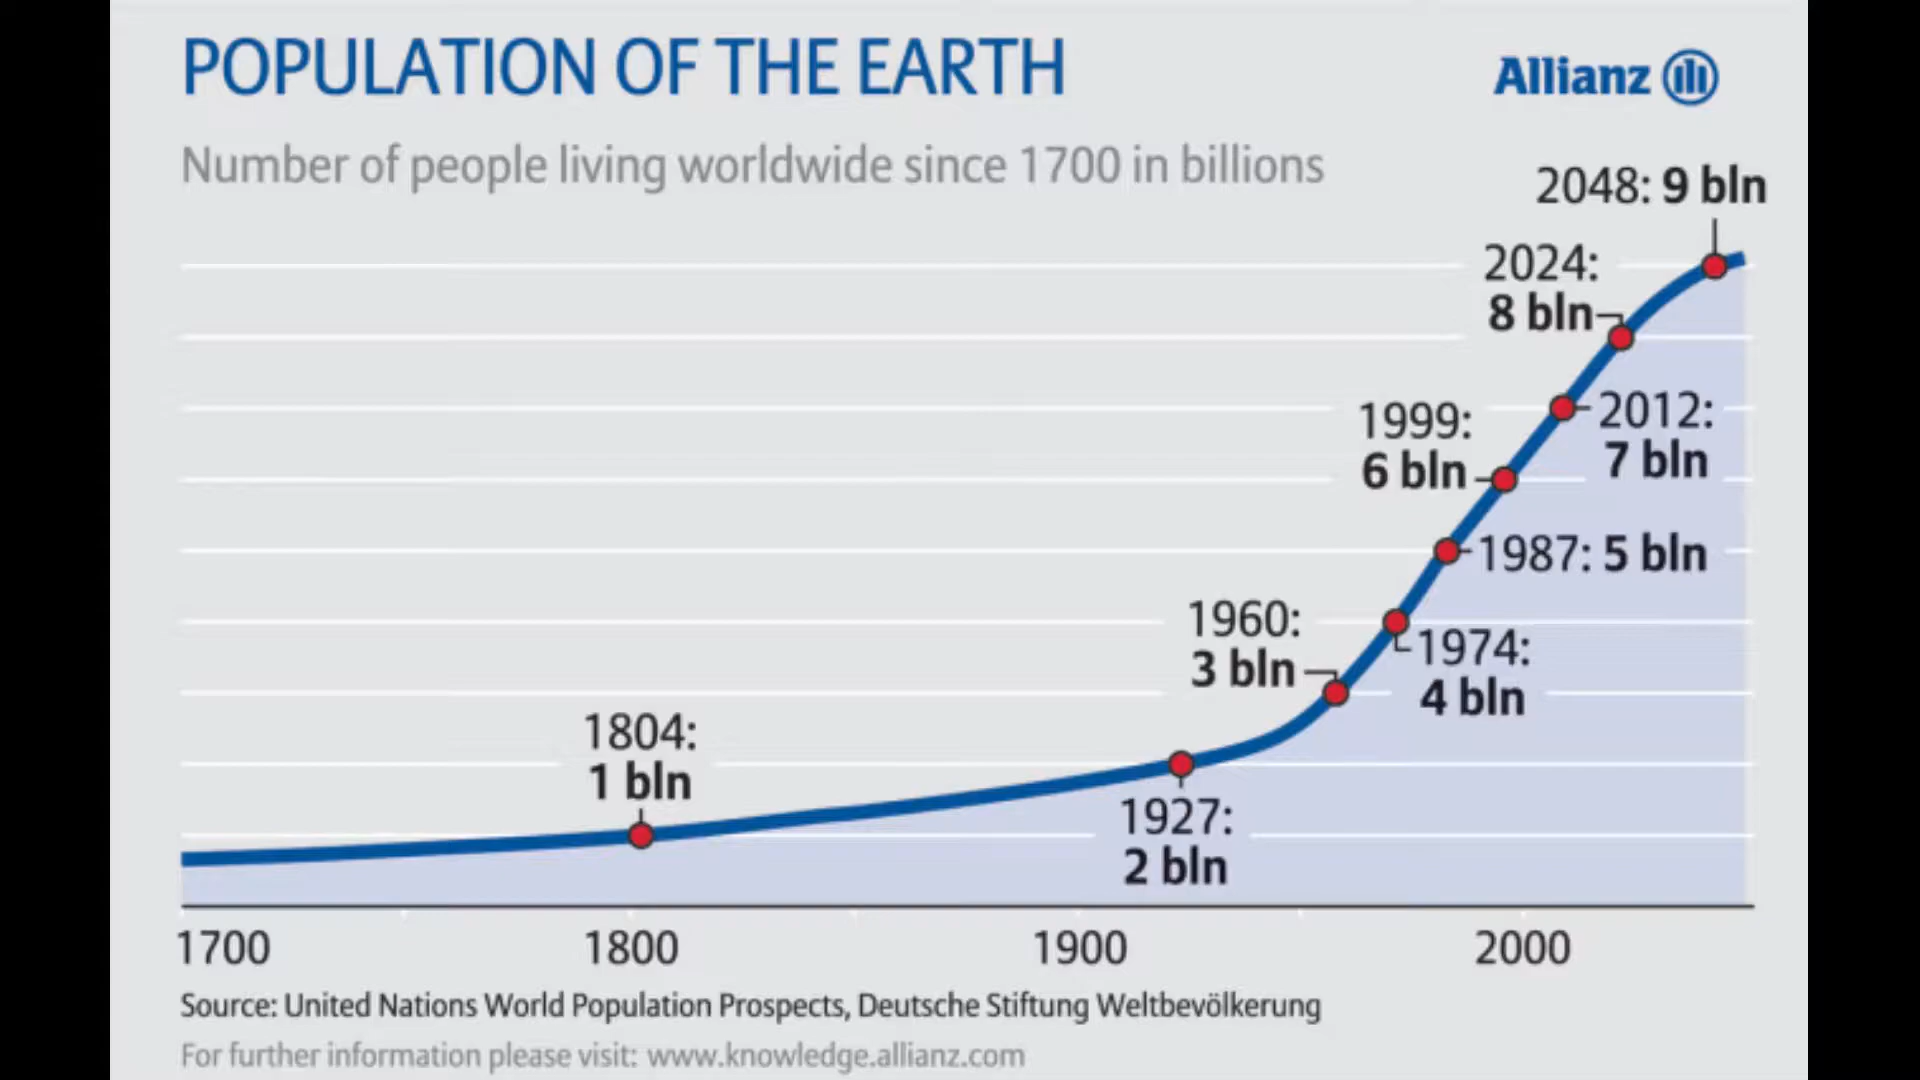 POPULATION OF THE EARTH
Allianz
Number of people living worldwide since 1700 in billions
2048: 9 bln
2024:
8 bln
2012:
7 bln
1999:
6 bln
1987: 5 bln
1974:
4 bln
1960:
3 bln
1927:
2 bln
1804:
1 bln
1700 1800 1900 2000
Source: United Nations World Population Prospects, Deutsche Stiftung Weltbevölkerung
For further information please visit: www.knowledge.allianz.com